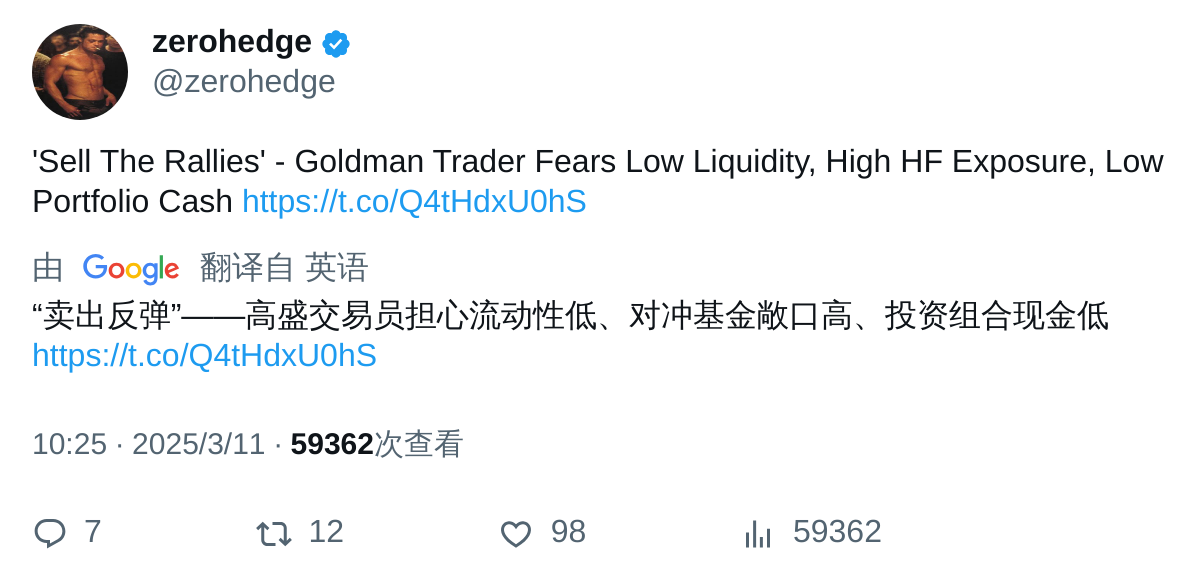 zerohedge
@zerohedge
'Sell The Rallies' - Goldman Trader Fears Low Liquidity, High HF Exposure, Low
Portfolio Cash https://t.co/Q4tHdxU0hS
由 Google 翻译自 英语
“卖出反弹”——高盛交易员担心流动性低、对冲基金敞口高、投资组合现金低
https://t.co/Q4tHdxU0hS
10:25 · 2025/3/11 · 59362次查看
7 12 98 59362